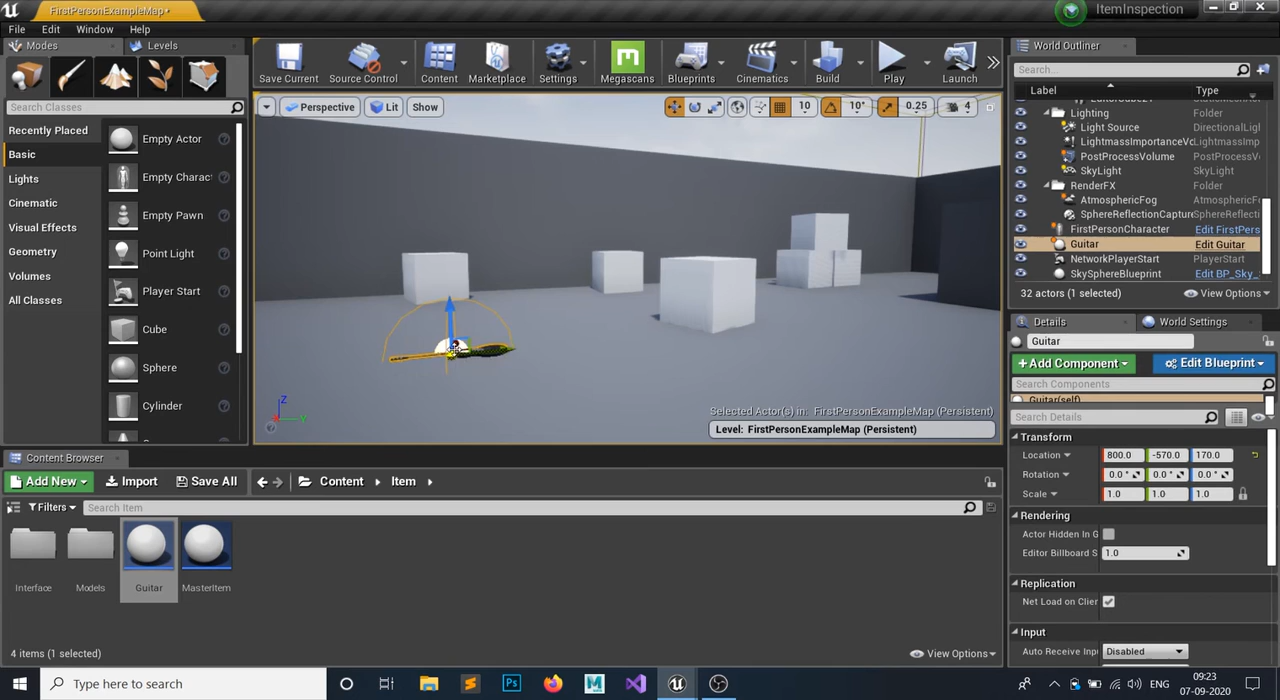 FirstPersonExampleMap*
ItemInspection
File Edit Window Help
Modes Levels
Search Classes
Recently Placed
Basic
Lights
Cinematic
Visual Effects
Geometry
Volumes
All Classes
Empty Actor
Empty Charac
Empty Pawn
Point Light
Player Start
Cube
Sphere
Cylinder
Save Current Source Control Content Marketplace Settings Megascans Blueprints Cinematics Build Play Launch
Perspective Lit Show
10 10° 0.25 4
Selected Actor(s) in: FirstPersonExampleMap (Persistent)
Level: FirstPersonExampleMap (Persistent)
Z
Y
World Outliner
Search...
Label Type
Lighting Folder
Light Source DirectionalLigh
LightmassImportanceVo LightmassImp
PostProcessVolume PostProcessV
SkyLight SkyLight
RenderFX Folder
AtmosphericFog AtmosphericFo
SphereReflectionCapture SphereReflecti
FirstPersonCharacter Edit FirstPers
Guitar Edit Guitar
NetworkPlayerStart PlayerStart
SkySphereBlueprint Edit BP_Sky_
32 actors (1 selected) View Options
Details World Settings
Guitar
+Add Component Edit Blueprint
Search Components
Guitar(self)
Search Details
Transform
Location 800.0 -570.0 170.0
Rotation 0.0 ° 0.0 ° 0.0 °
Scale 1.0 1.0 1.0
Rendering
Actor Hidden In G
Editor Billboard S 1.0
Replication
Net Load on Clier
Input
Auto Receive Inpu Disabled
Content Browser
Add New Import Save All Content Item
Filters Search Item
Interface Models Guitar MasterItem
4 items (1 selected) View Options
Type here to search
Ps
M
ENG
09:23
07-09-2020